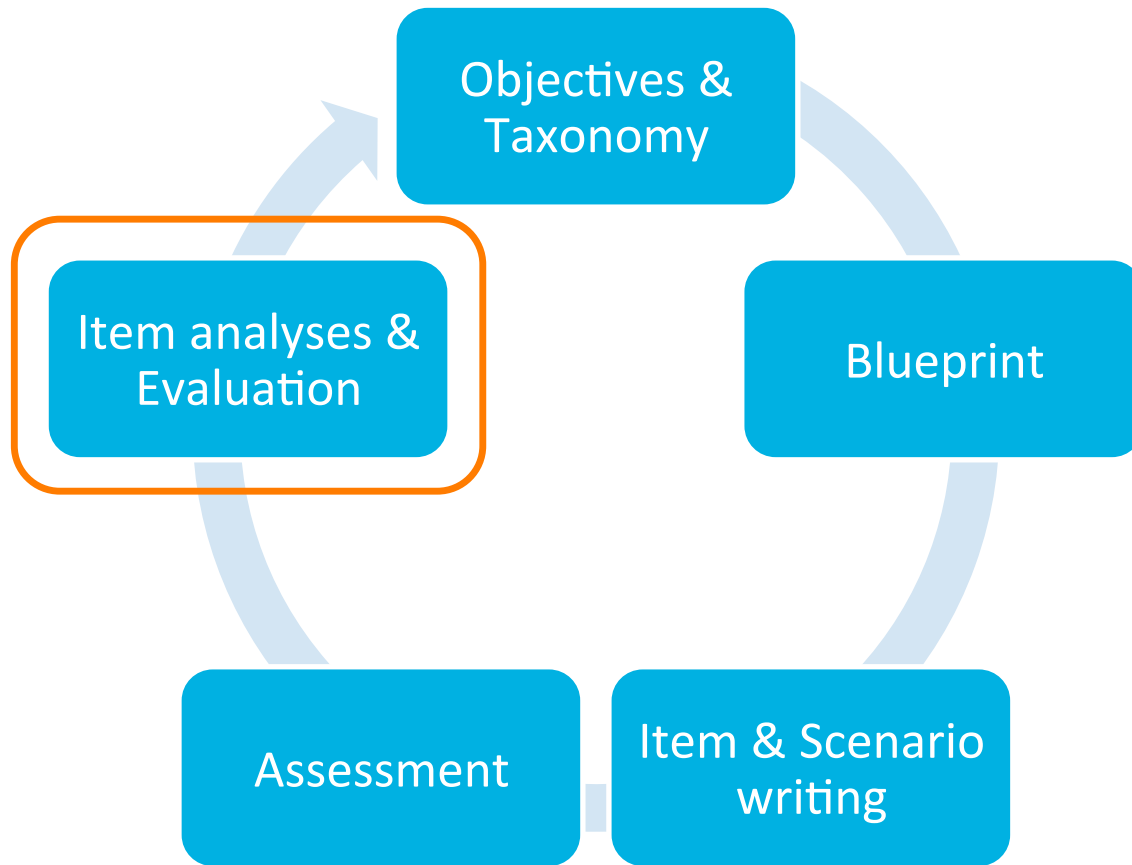 Objectives &
Taxonomy
Blueprint
Item & Scenario
writing
Assessment
Item analyses &
Evaluation